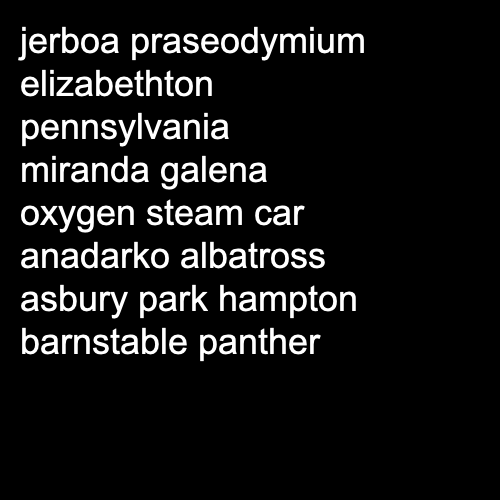 jerboa praseodymium
elizabethton
pennsylvania
miranda galena
oxygen steam car
anadarko albatross
asbury park hampton
barnstable panther